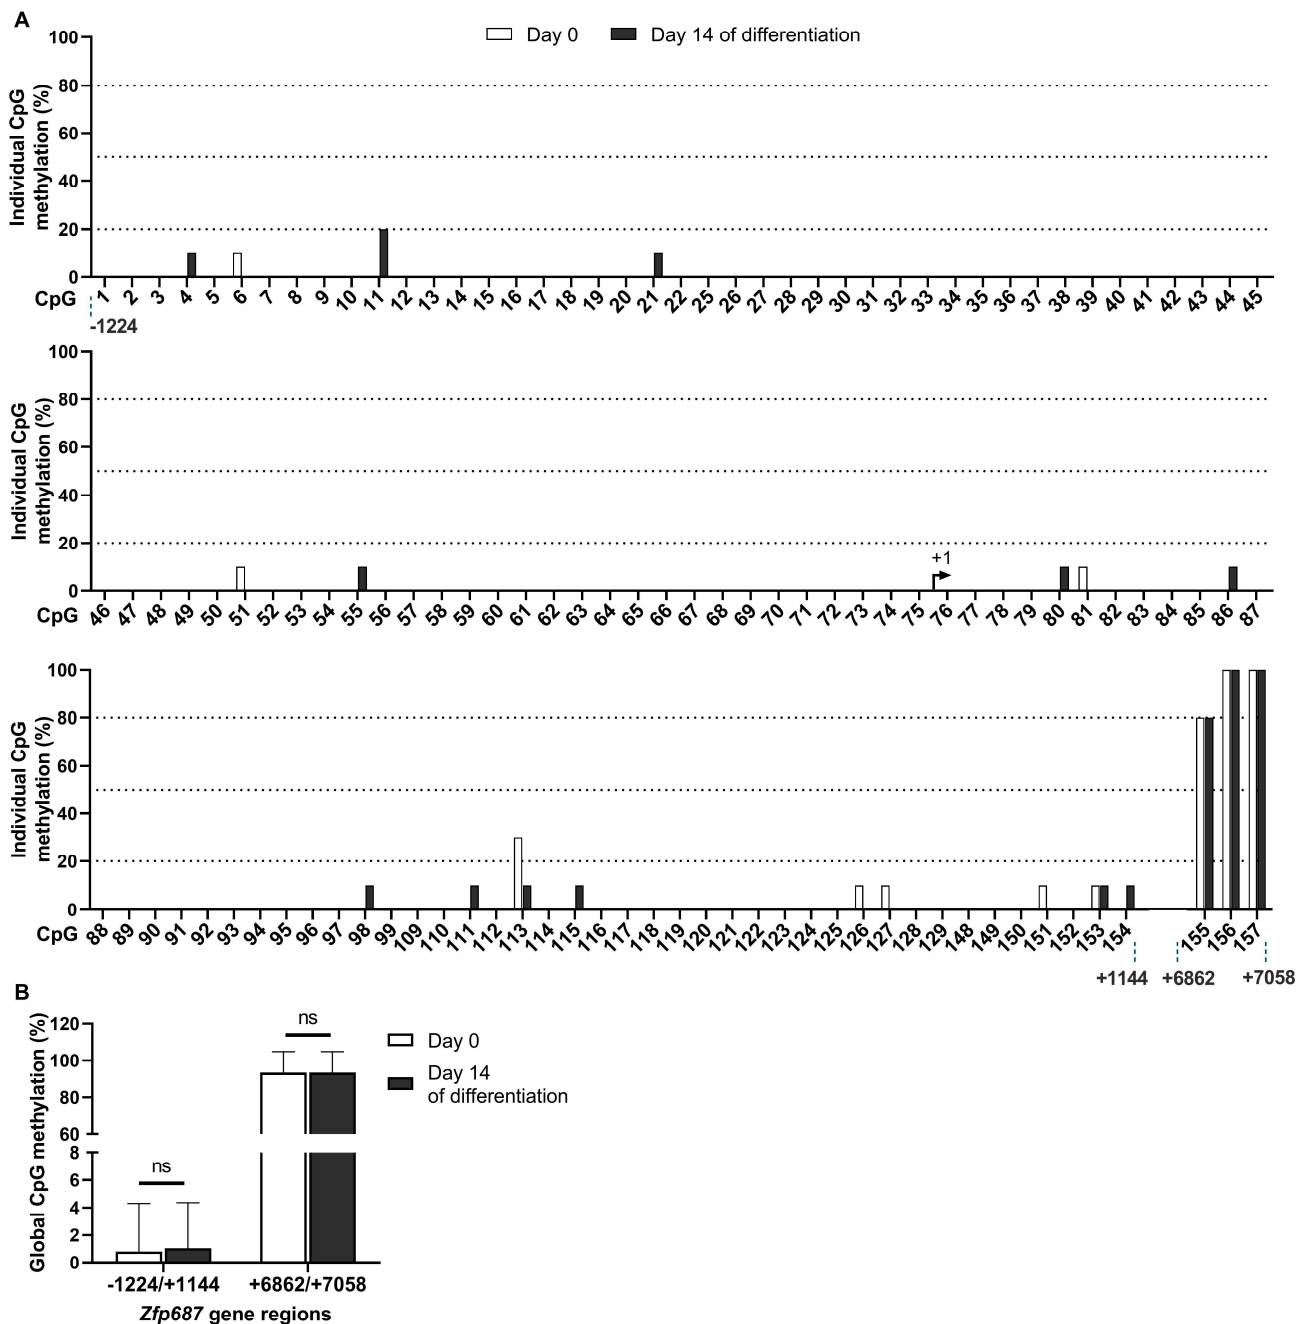 A
Day 0 Day 14 of differentiation
Individual CpG
methylation (%)
100
80
60
40
20
0
CpG 1 2 3 4 5 6 7 8 9 10 11 12 13 14 15 16 17 18 19 20 21 22 25 26 27 28 29 30 31 32 33 34 35 36 37 38 39 40 41 42 43 44 45
-1224
Individual CpG
methylation (%)
100
80
60
40
20
0
+1
CpG 46 47 48 49 50 51 52 53 54 55 56 57 58 59 60 61 62 63 64 65 66 67 68 69 70 71 72 73 74 75 76 77 78 79 80 81 82 83 84 85 86 87
Individual CpG
methylation (%)
100
80
60
40
20
0
CpG 88 89 90 91 92 93 94 95 96 97 98 99 109 110 111 112 113 114 115 116 117 118 119 120 121 122 123 124 125 126 127 128 129 148 149 150 151 152 153 154 155 156 157
+1144 +6862 +7058
B
Global CpG methylation (%)
120
100
80
60
8
6
4
2
0
ns
ns
Day 0
Day 14
of differentiation
-1224/+1144 +6862/+7058
Zfp687 gene regions